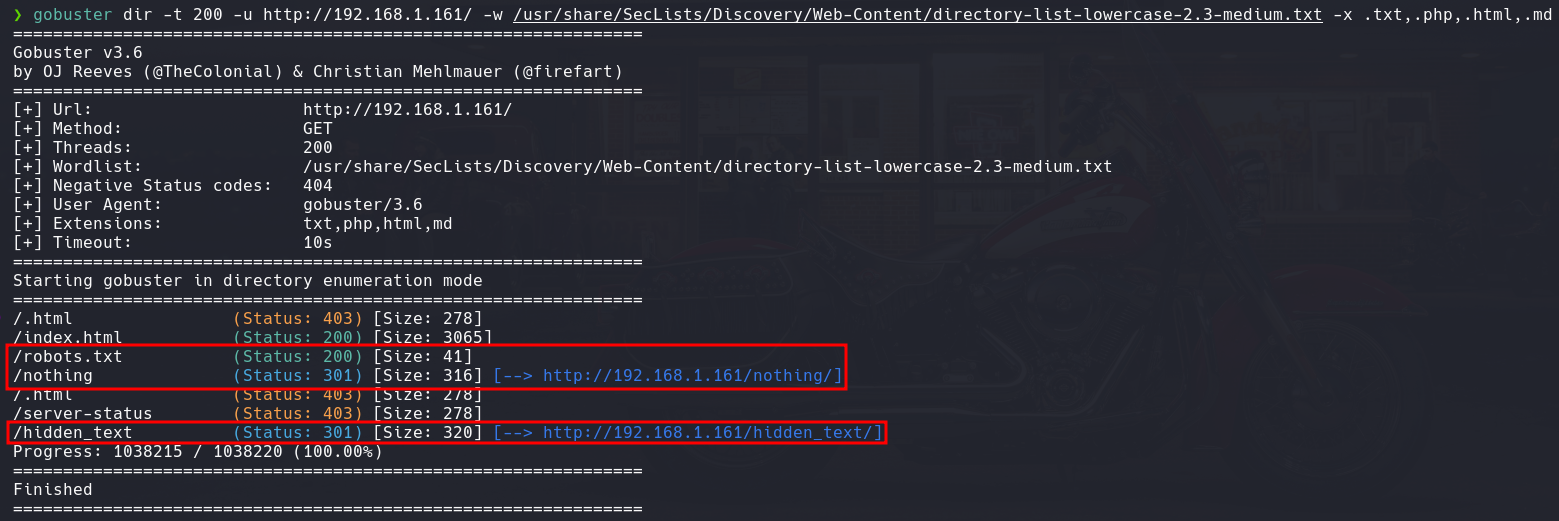 ❯ gobuster dir -t 200 -u http://192.168.1.161/ -w /usr/share/SecLists/Discovery/Web-Content/directory-list-lowercase-2.3-medium.txt -x .txt,.php,.html,.md
===============================================================
Gobuster v3.6
by OJ Reeves (@TheColonial) & Christian Mehlmauer (@firefart)
===============================================================
[+] Url:                     http://192.168.1.161/
[+] Method:                  GET
[+] Threads:                 200
[+] Wordlist:                /usr/share/SecLists/Discovery/Web-Content/directory-list-lowercase-2.3-medium.txt
[+] Negative Status codes:   404
[+] User Agent:              gobuster/3.6
[+] Extensions:              txt,php,html,md
[+] Timeout:                 10s
===============================================================
Starting gobuster in directory enumeration mode
===============================================================
/.html                (Status: 403) [Size: 278]
/index.html           (Status: 200) [Size: 3065]
/robots.txt           (Status: 200) [Size: 41]
/nothing              (Status: 301) [Size: 316] [--> http://192.168.1.161/nothing/]
/.html                (Status: 403) [Size: 278]
/server-status        (Status: 403) [Size: 278]
/hidden_text          (Status: 301) [Size: 320] [--> http://192.168.1.161/hidden_text/]
Progress: 1038215 / 1038220 (100.00%)
===============================================================
Finished
===============================================================